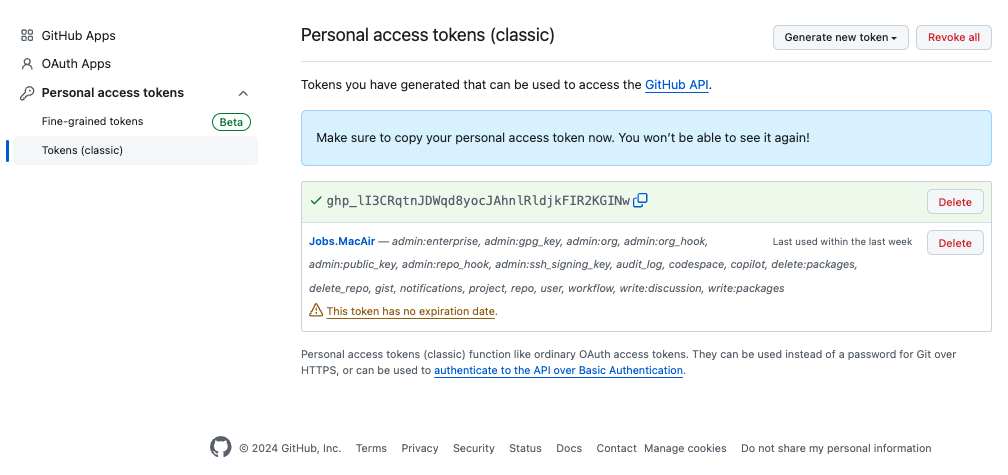 GitHub Apps
OAuth Apps
Personal access tokens
Fine-grained tokens Beta
Tokens (classic)
Personal access tokens (classic) Generate new token Revoke all
Tokens you have generated that can be used to access the GitHub API.
Make sure to copy your personal access token now. You won't be able to see it again!
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 Delete
Jobs.MacAir — admin:enterprise, admin:gpg_key, admin:org, admin:org_hook, Last used within the last week Delete
admin:public_key, admin:repo_hook, admin:ssh_signing_key, audit_log, codespace, copilot, delete:packages,
delete_repo, gist, notifications, project, repo, user, workflow, write:discussion, write:packages
This token has no expiration date.
Personal access tokens (classic) function like ordinary OAuth access tokens. They can be used instead of a password for Git over
HTTPS, or can be used to authenticate to the API over Basic Authentication.
© 2024 GitHub, Inc. Terms Privacy Security Status Docs Contact Manage cookies Do not share my personal information